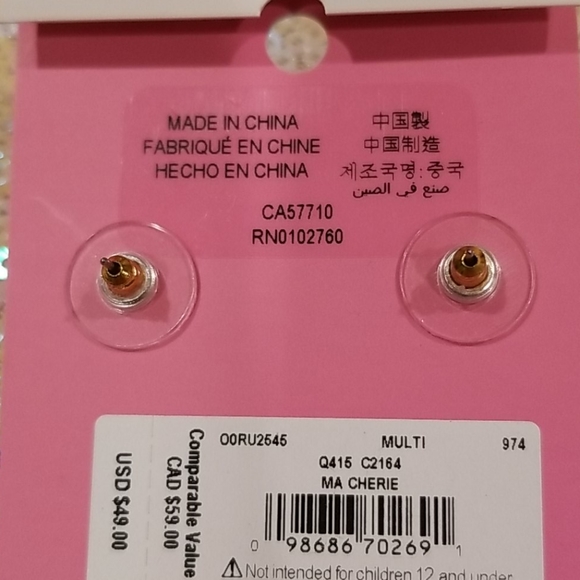 MADE IN CHINA
FABRIQUÉ EN CHINE
HECHO EN CHINA
中国製
中国制造
제조국명: 중국
صنع في الصين
CA57710
RN0102760
O0RU2545 MULTI 974
Q415 C2164
MA CHERIE
0 98686 70269 1
⚠Not intended for children 12 and under
Comparable Value
CAD $59.00
USD $49.00